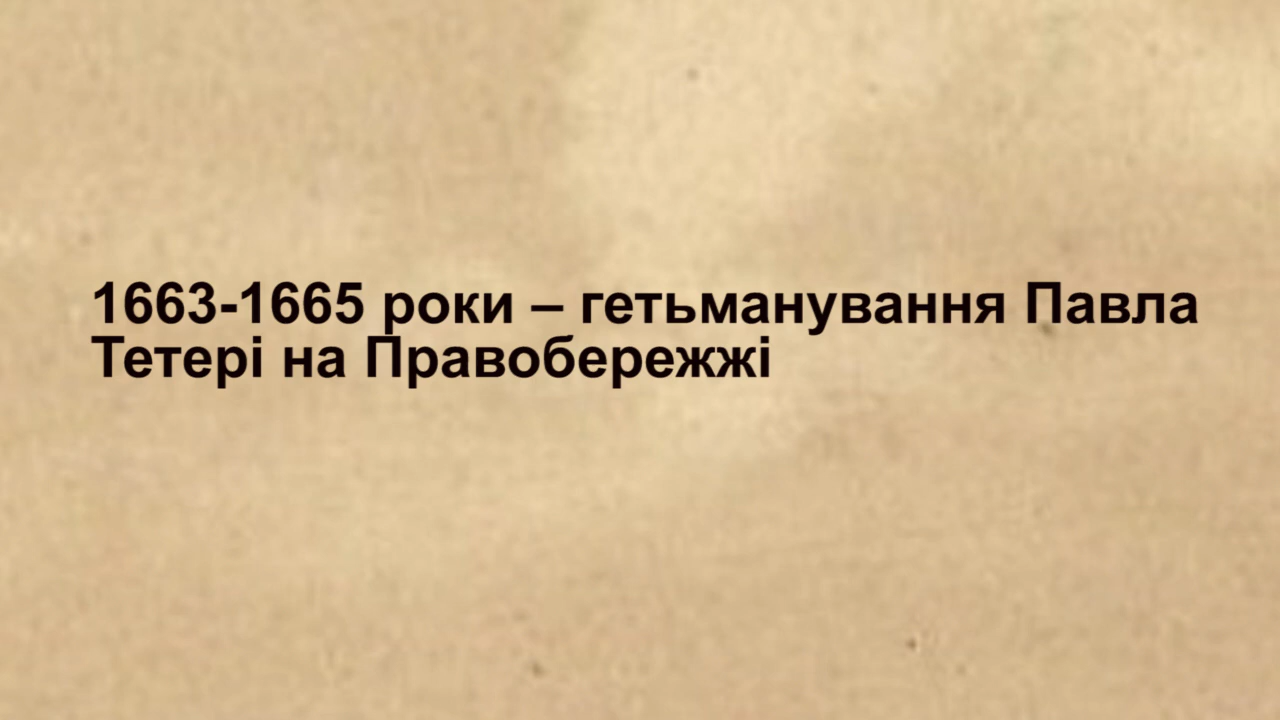 1663-1665 роки – гетьманування Павла
Тетері на Правобережжі